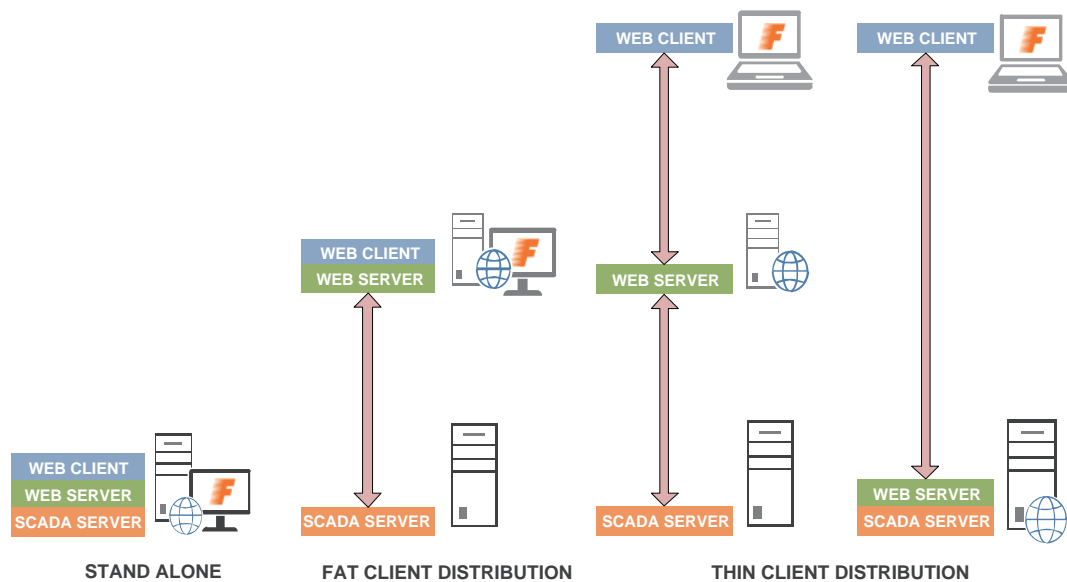 WEB CLIENT
WEB CLIENT
WEB CLIENT
WEB SERVER
WEB SERVER
WEB CLIENT
WEB SERVER
SCADA SERVER
SCADA SERVER
SCADA SERVER
WEB SERVER
SCADA SERVER
STAND ALONE
FAT CLIENT DISTRIBUTION
THIN CLIENT DISTRIBUTION
F
F
F
F